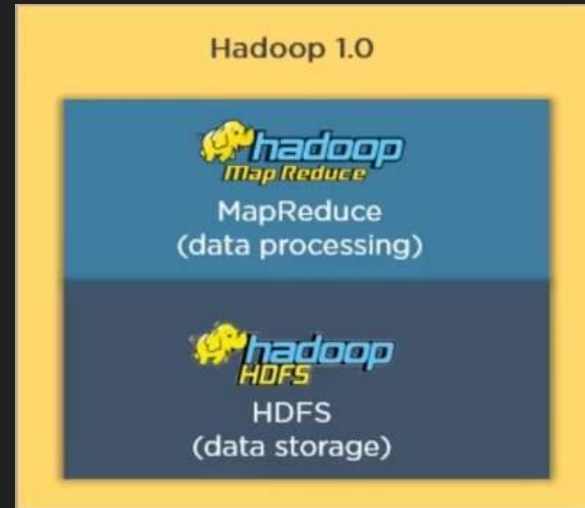 Hadoop 1.0
hadoop
Map Reduce
MapReduce
(data processing)
hadoop
HDFS
HDFS
(data storage)